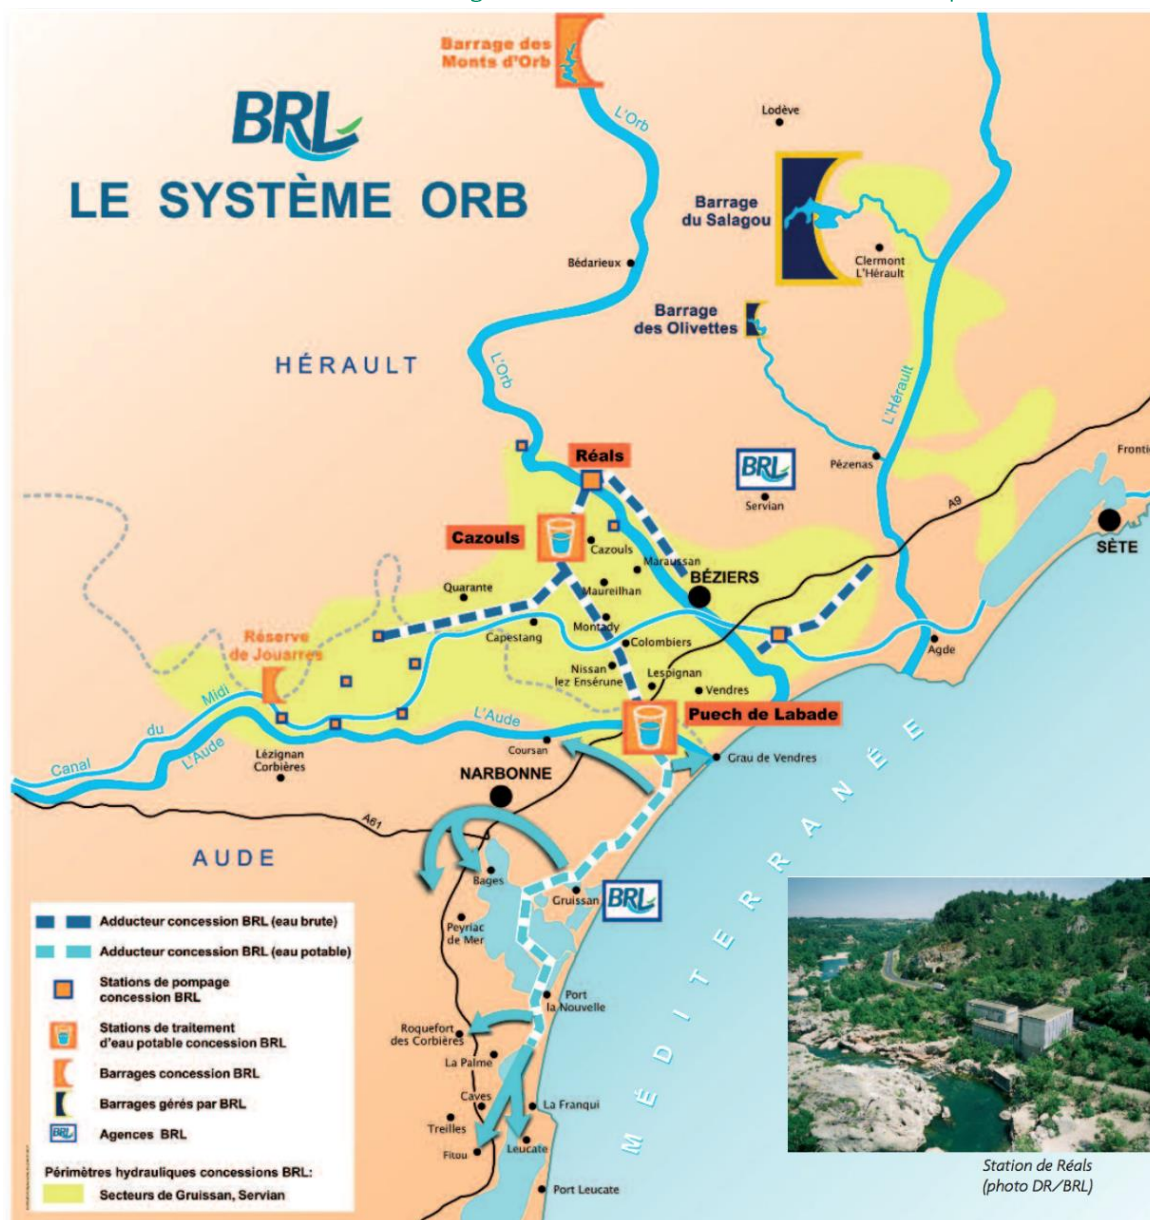 Barrage des
Monts d'Orb
BRL
LE SYSTÈME ORB
L'Orb
Lodève
Barrage
du Salagou
Clermont
L'Hérault
Bédarieux
Barrage
des Olivettes
HÉRAULT
L'Orb
L'Hérault
Réals
BRL
Servian
Pézenas
A9
SÈTE
Cazouls
Cazouls
Maraussan
BÉZIERS
Quarante
Maureilhan
Capestang
Montady
Colombiers
Agde
Réserve
de Jouarres
Nissan
lez Ensérune
Lespignan
Vendres
Puech de Labade
Canal du Midi
L'Aude
L'Aude
Lézignan
Corbières
Coursan
Grau de Vendres
NARBONNE
A61
AUDE
MÉDITERRANÉE
Bages
Gruissan
BRL
Peyriac
de Mer
Port
la Nouvelle
Roquefort
des Corbières
La Palme
Caves
La Franqui
Treilles
Fitou
Leucate
Port Leucate
Adducteur concession BRL (eau brute)
Adducteur concession BRL (eau potable)
Stations de pompage
concession BRL
Stations de traitement
d'eau potable concession BRL
Barrages concession BRL
Barrages gérés par BRL
BRL
Agences BRL
Périmètres hydrauliques concessions BRL:
Secteurs de Gruissan, Servian
Station de Réals
(photo DR/BRL)